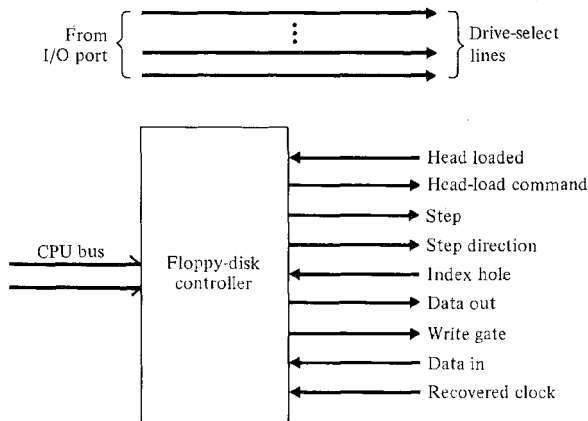 From
I/O port
Drive-select
lines
Head loaded
Head-load command
Step
Step direction
CPU bus
Floppy-disk
controller
Index hole
Data out
Write gate
Data in
Recovered clock